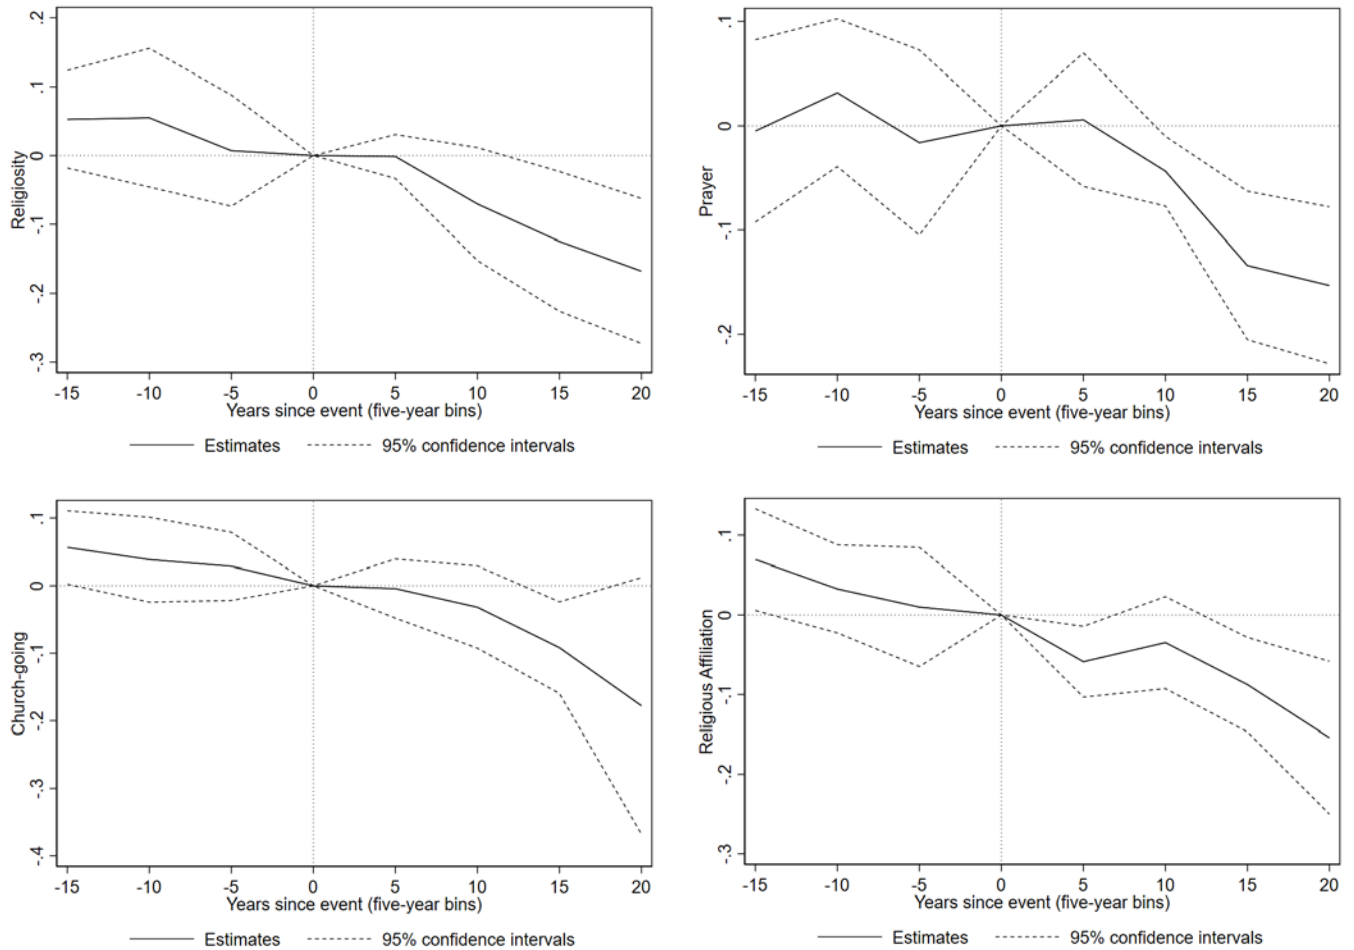 Religiosity
.2
.1
0
-.1
-.2
-.3
-15 -10 -5 0 5 10 15 20
Years since event (five-year bins)
Estimates 95% confidence intervals
Prayer
.1
0
-.1
-.2
-15 -10 -5 0 5 10 15 20
Years since event (five-year bins)
Estimates 95% confidence intervals
Church-going
.1
0
-.1
-.2
-.3
-.4
-15 -10 -5 0 5 10 15 20
Years since event (five-year bins)
Estimates 95% confidence intervals
Religious Affiliation
.1
0
-.1
-.2
-.3
-15 -10 -5 0 5 10 15 20
Years since event (five-year bins)
Estimates 95% confidence intervals